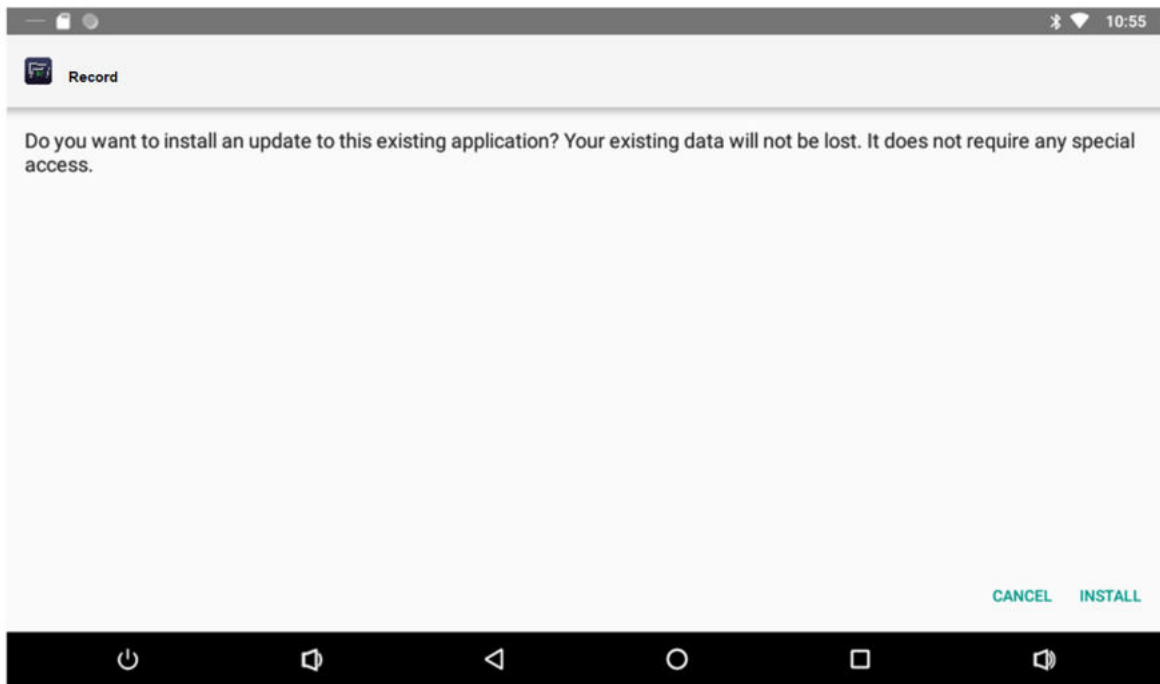 10:55
Record
Do you want to install an update to this existing application? Your existing data will not be lost. It does not require any special
access.
CANCEL INSTALL